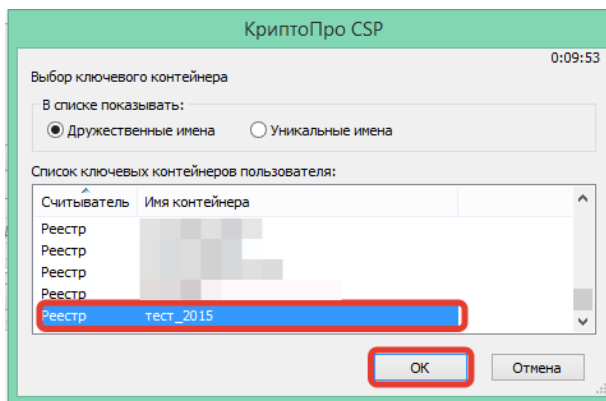 КриптоПро CSP
0:09:53
Выбор ключевого контейнера
В списке показывать:
Дружественные имена Уникальные имена
Список ключевых контейнеров пользователя:
Считыватель Имя контейнера
Реестр
Реестр
Реестр
Реестр
Реестр тест_2015
ОК Отмена